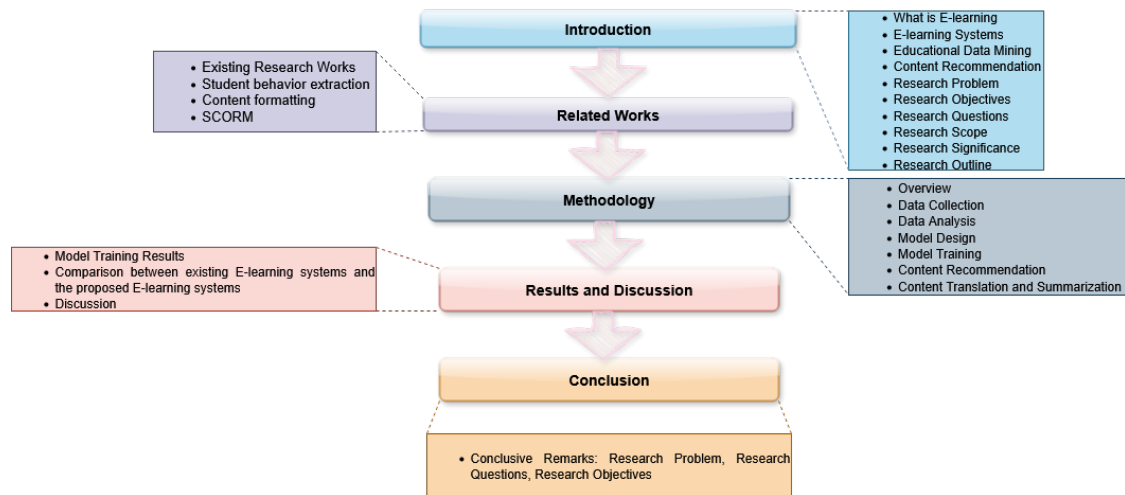 Introduction
• What is E-learning
• E-learning Systems
• Educational Data Mining
• Content Recommendation
• Research Problem
• Research Objectives
• Research Questions
• Research Scope
• Research Significance
• Research Outline
Related Works
• Existing Research Works
• Student behavior extraction
• Content formatting
• SCORM
Methodology
• Overview
• Data Collection
• Data Analysis
• Model Design
• Model Training
• Content Recommendation
• Content Translation and Summarization
Results and Discussion
• Model Training Results
• Comparison between existing E-learning systems and
the proposed E-learning systems
• Discussion
Conclusion
• Conclusive Remarks: Research Problem, Research
Questions, Research Objectives